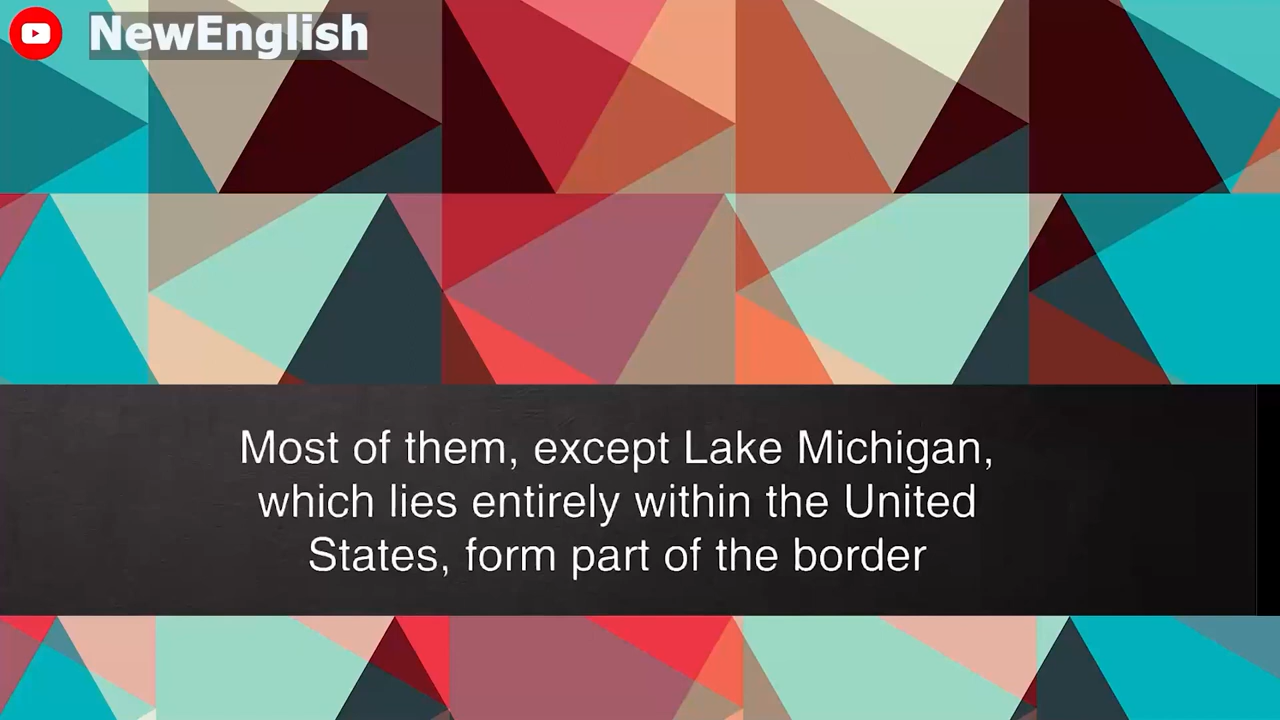 NewEnglish
Most of them, except Lake Michigan,
which lies entirely within the United
States, form part of the border